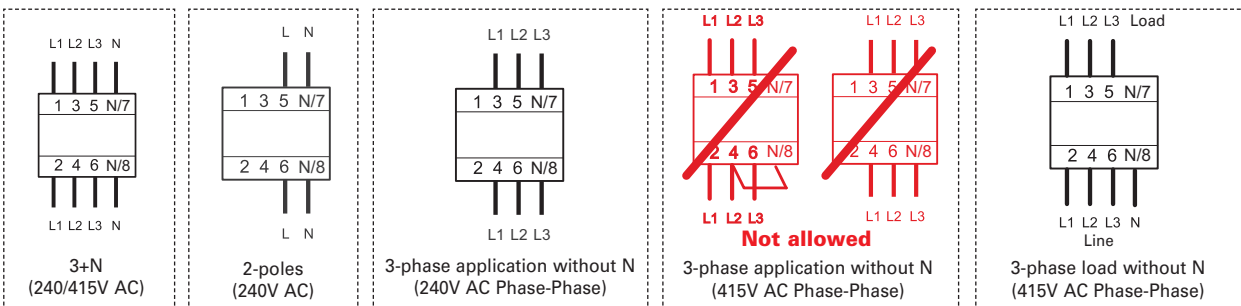 L1 L2 L3 N
1 3 5 N/7
2 4 6 N/8
L1 L2 L3 N
3+N
(240/415V AC)
L N
1 3 5 N/7
2 4 6 N/8
L N
2-poles
(240V AC)
L1 L2 L3
1 3 5 N/7
2 4 6 N/8
L1 L2 L3
3-phase application without N
(240V AC Phase-Phase)
L1 L2 L3
1 3 5 N/7
2 4 6 N/8
L1 L2 L3
L1 L2 L3
1 3 5 N/7
2 4 6 N/8
L1 L2 L3
Not allowed
3-phase application without N
(415V AC Phase-Phase)
L1 L2 L3 Load
1 3 5 N/7
2 4 6 N/8
L1 L2 L3 N
Line
3-phase load without N
(415V AC Phase-Phase)